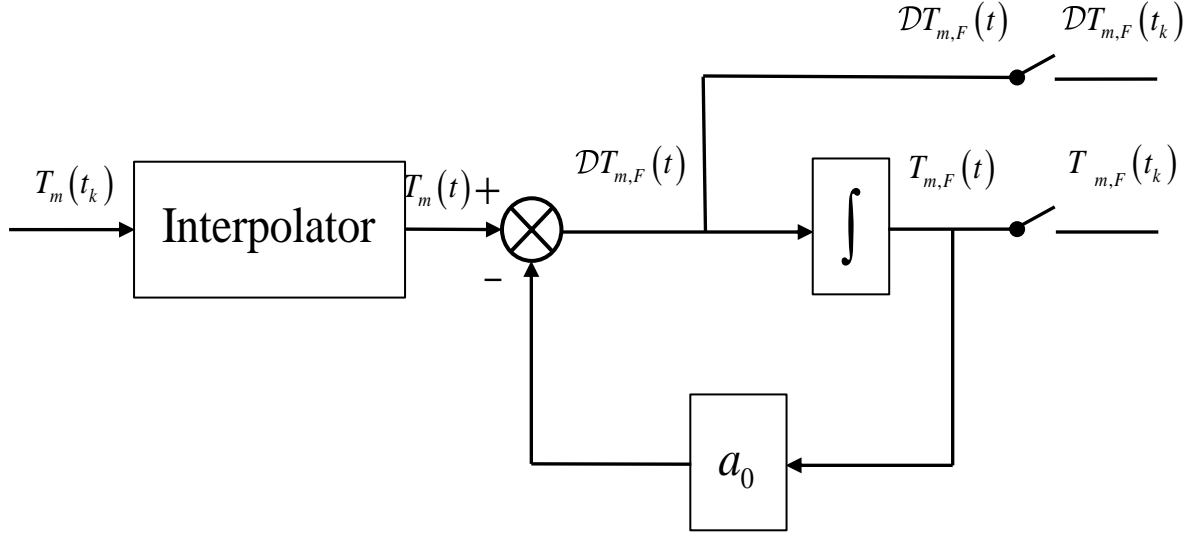 𝒟T_{m,F}(t)
𝒟T_{m,F}(t_k)
T_m(t_k)
Interpolator
T_m(t)
+
−
𝒟T_{m,F}(t)
∫
T_{m,F}(t)
T_{m,F}(t_k)
a_0